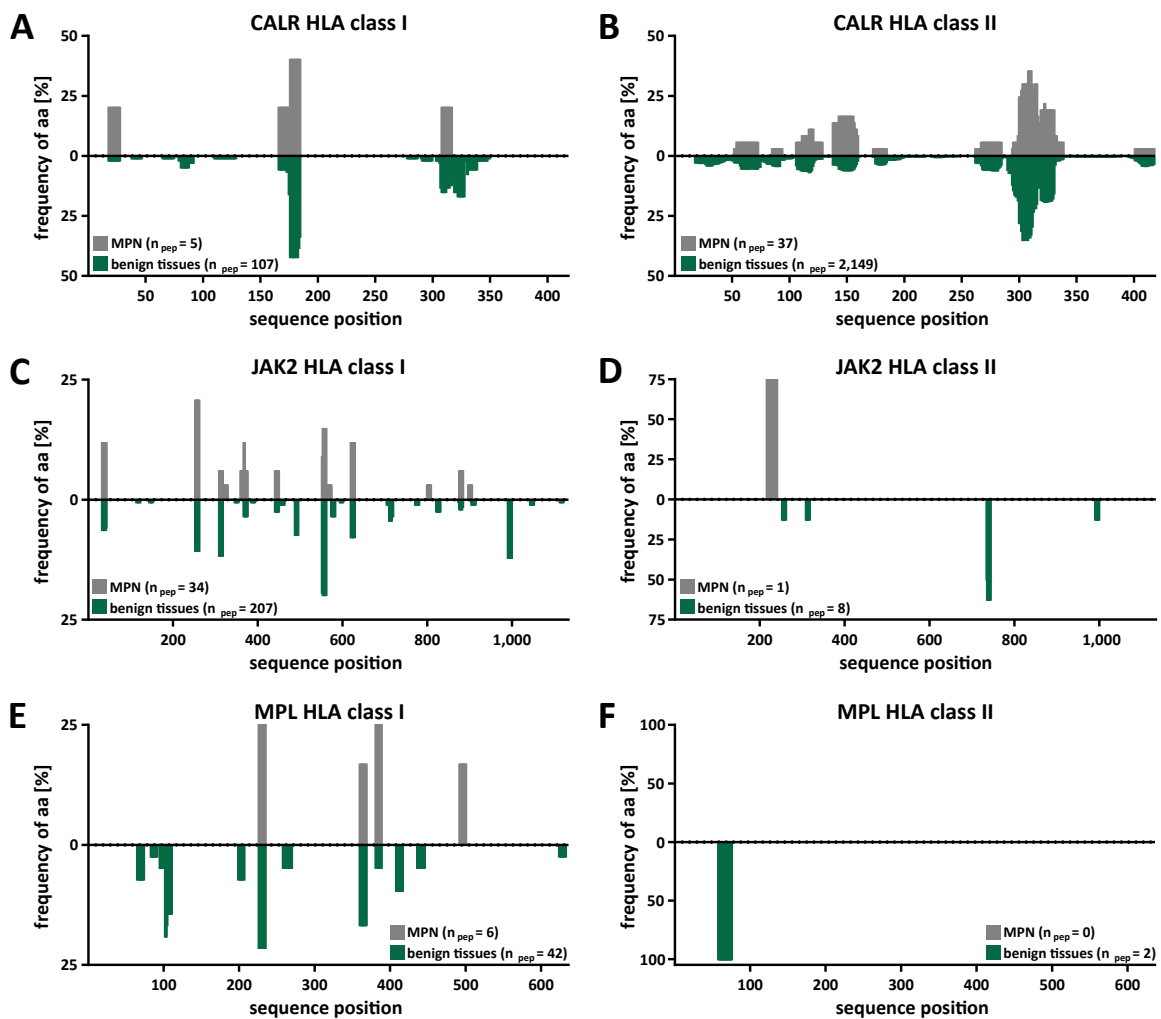 A
CALR HLA class I
frequency of aa [%]
50
25
0
25
50
MPN (n pep = 5)
benign tissues (n pep = 107)
50 100 150 200 250 300 350 400
sequence position
B
CALR HLA class II
frequency of aa [%]
50
25
0
25
50
MPN (n pep = 37)
benign tissues (n pep = 2,149)
50 100 150 200 250 300 350 400
sequence position
C
JAK2 HLA class I
frequency of aa [%]
25
0
25
MPN (n pep = 34)
benign tissues (n pep = 207)
200 400 600 800 1,000
sequence position
D
JAK2 HLA class II
frequency of aa [%]
75
50
25
0
25
50
75
MPN (n pep = 1)
benign tissues (n pep = 8)
200 400 600 800 1,000
sequence position
E
MPL HLA class I
frequency of aa [%]
25
0
25
MPN (n pep = 6)
benign tissues (n pep = 42)
100 200 300 400 500 600
sequence position
F
MPL HLA class II
frequency of aa [%]
100
50
0
50
100
MPN (n pep = 0)
benign tissues (n pep = 2)
100 200 300 400 500 600
sequence position